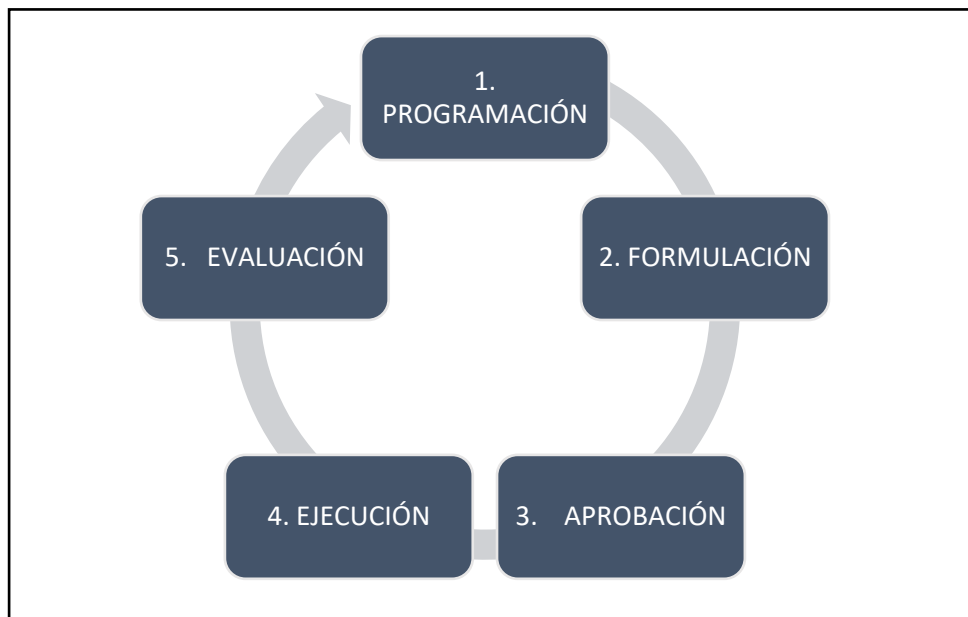 1.
PROGRAMACIÓN
2. FORMULACIÓN
3. APROBACIÓN
4. EJECUCIÓN
5. EVALUACIÓN